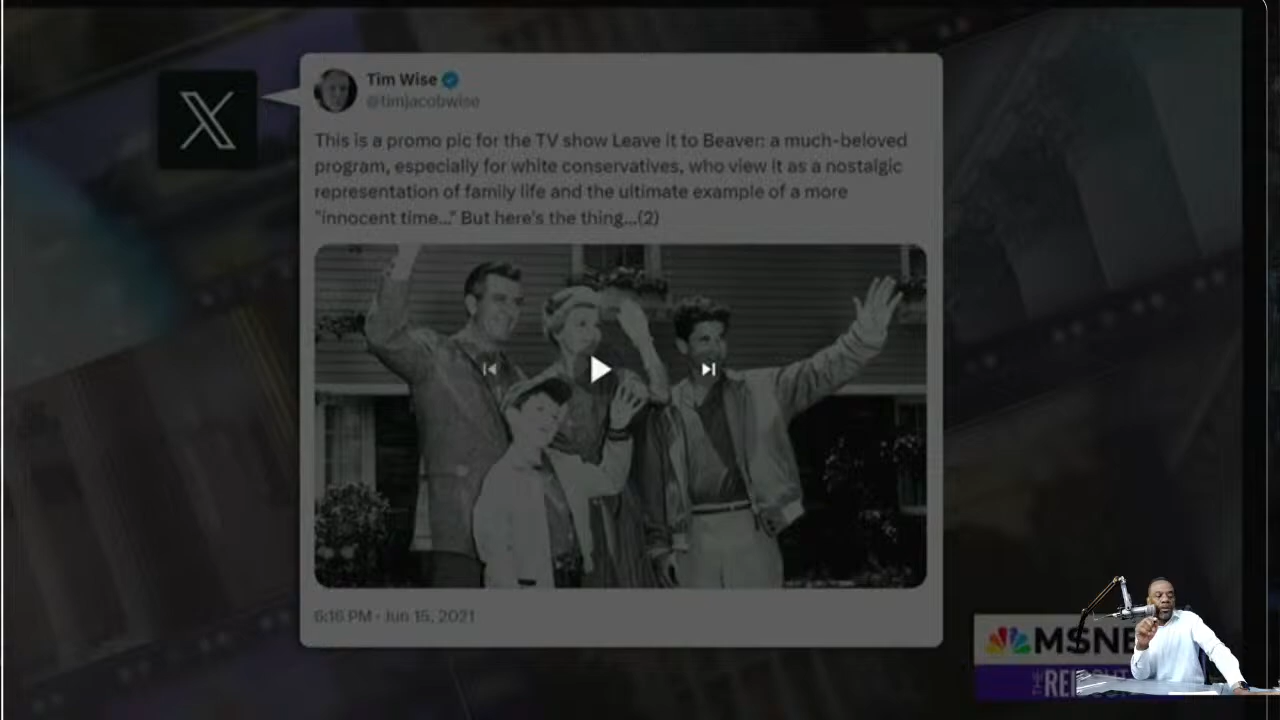 Tim Wise
@timjacobwise
This is a promo pic for the TV show Leave it to Beaver: a much-beloved
program, especially for white conservatives, who view it as a nostalgic
representation of family life and the ultimate example of a more
"innocent time..." But here's the thing...(2)
6:16 PM · Jun 15, 2021
MSNB
THE